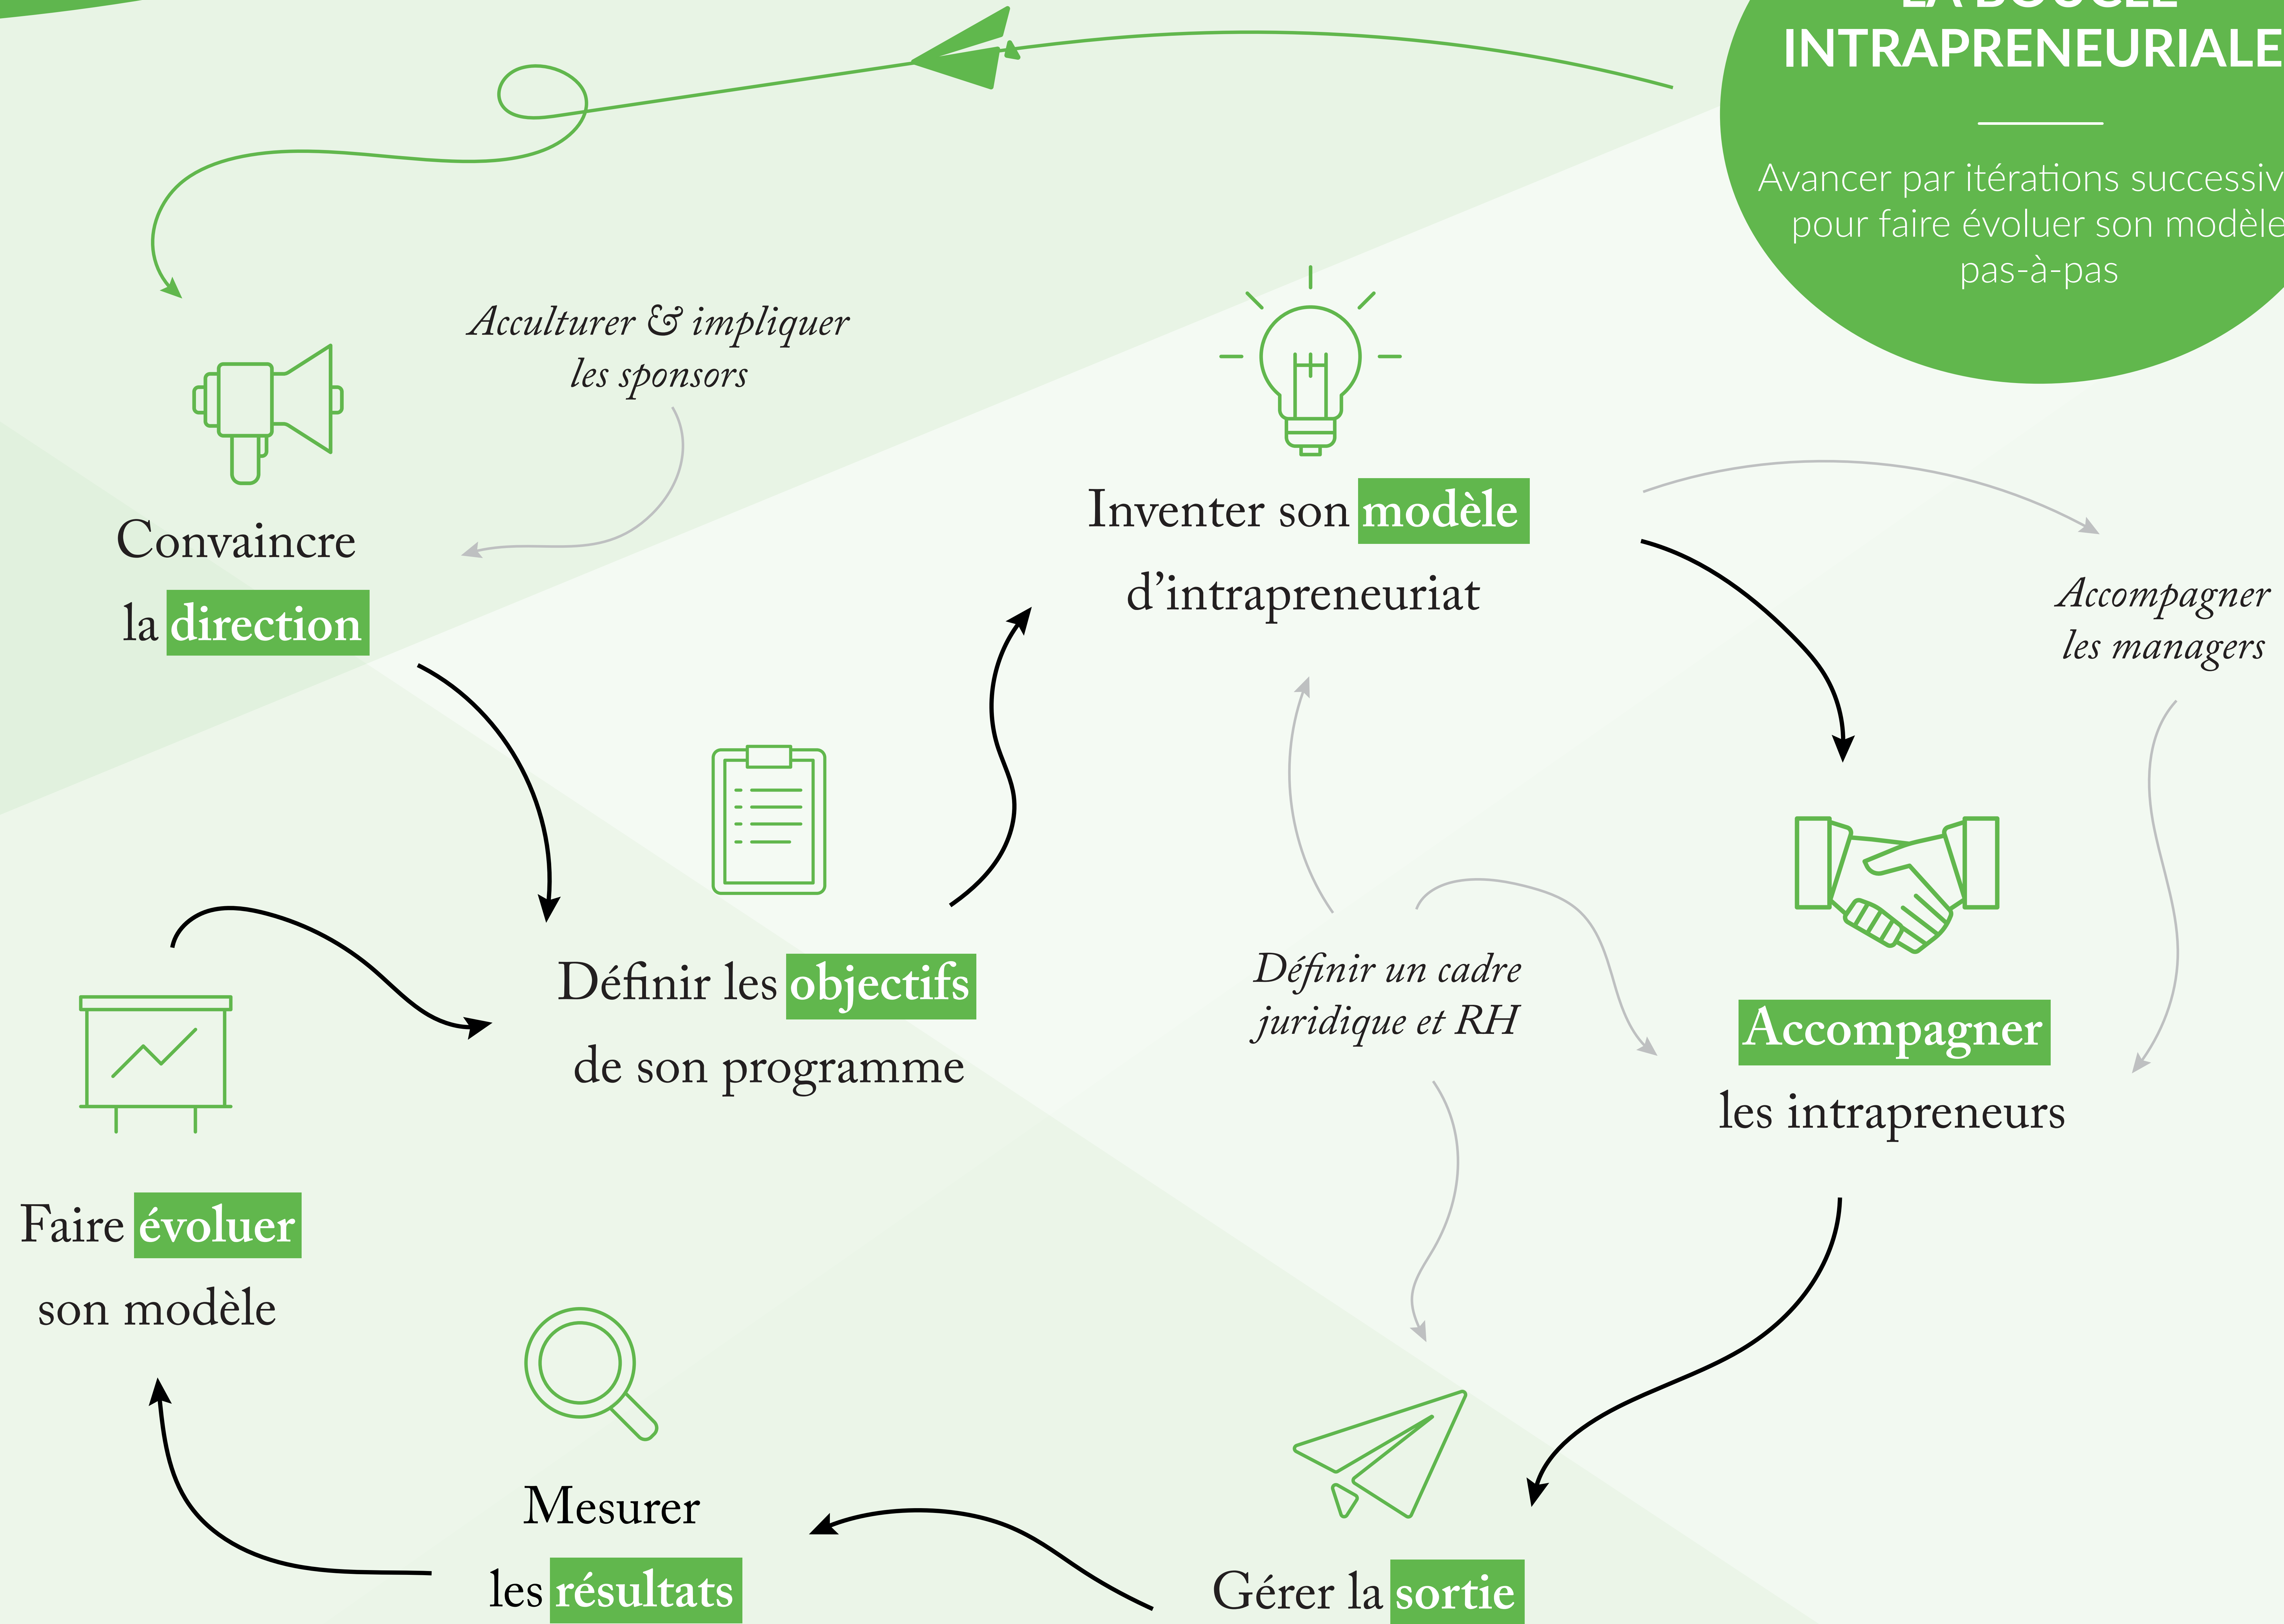 LA BOUCLE
INTRAPRENEURIALE
Avancer par itérations
pour faire évoluer son modèle
pas-à-pas
Acculturer & impliquer
les sponsors
Convaincre
la direction
Inventer son modèle
d’intrapreneuriat
Accompagner
les managers
Définir les objectifs
de son programme
Définir un cadre
juridique et RH
Accompagner
les intrapreneurs
Faire évoluer
son modèle
Mesurer
les résultats
Gérer la sortie